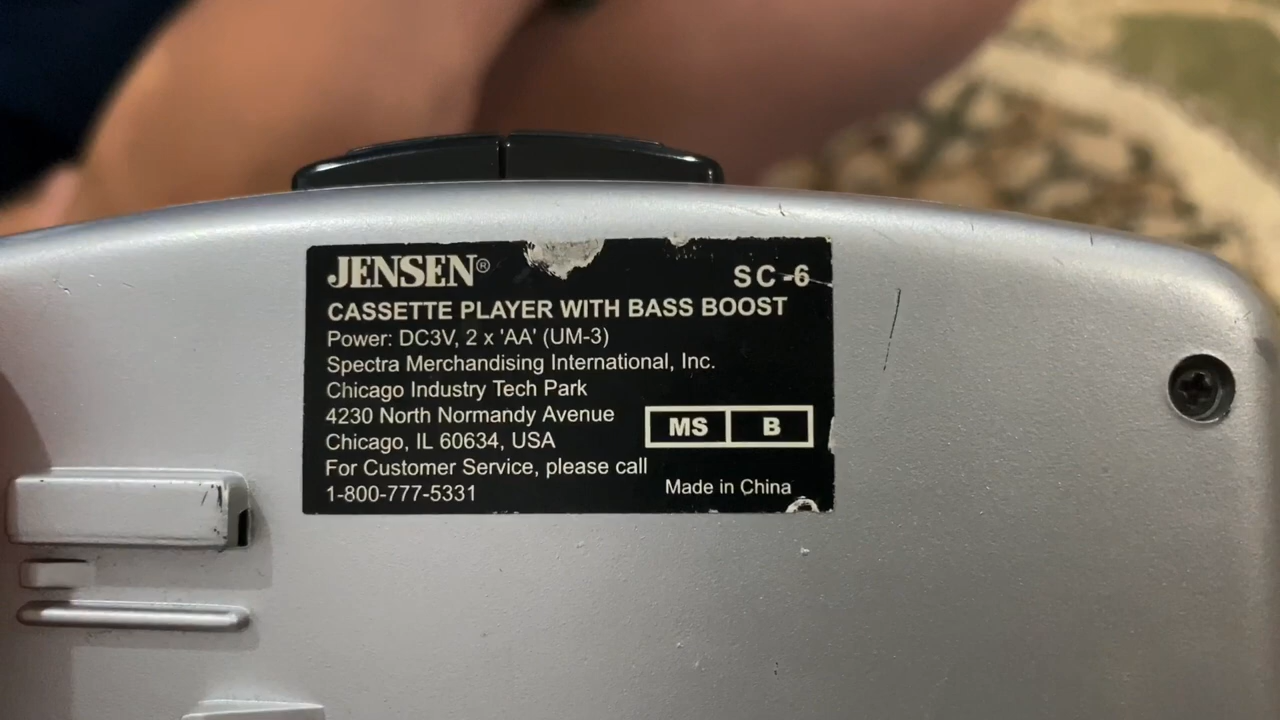 JENSEN® SC-6
CASSETTE PLAYER WITH BASS BOOST
Power: DC3V, 2 x 'AA' (UM-3)
Spectra Merchandising International, Inc.
Chicago Industry Tech Park
4230 North Normandy Avenue
Chicago, IL 60634, USA
MS B
For Customer Service, please call
1-800-777-5331
Made in China